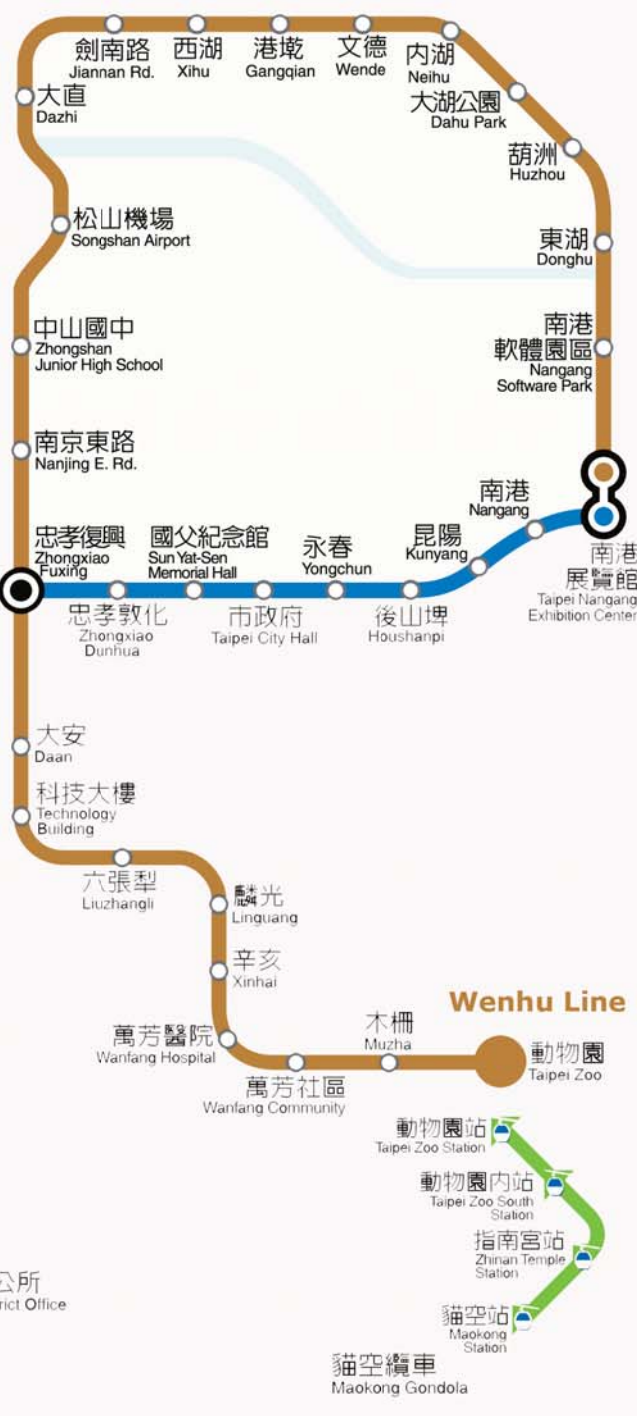 劍南路
Jiannan Rd.
西湖
Xihu
港墘
Gangqian
文德
Wende
內湖
Neihu
大湖公園
Dahu Park
葫洲
Huzhou
大直
Dazhi
松山機場
Songshan Airport
東湖
Donghu
中山國中
Zhongshan
Junior High School
南港
軟體園區
Nangang
Software Park
南京東路
Nanjing E. Rd.
忠孝復興
Zhongxiao
Fuxing
國父紀念館
Sun Yat-Sen
Memorial Hall
永春
Yongchun
昆陽
Kunyang
南港
Nangang
南港
展覽館
Taipei Nangang
Exhibition Center
忠孝敦化
Zhongxiao
Dunhua
市政府
Taipei City Hall
後山埤
Houshanpi
大安
Daan
科技大樓
Technology
Building
六張犁
Liuzhangli
麟光
Linguang
辛亥
Xinhai
萬芳醫院
Wanfang Hospital
萬芳社區
Wanfang Community
木柵
Muzha
Wenhu Line
動物園
Taipei Zoo
動物園站
Taipei Zoo Station
動物園內站
Taipei Zoo South
Station
指南宮站
Zhinan Temple
Station
貓空站
Maokong
Station
公所
rict Office
貓空纜車
Maokong Gondola